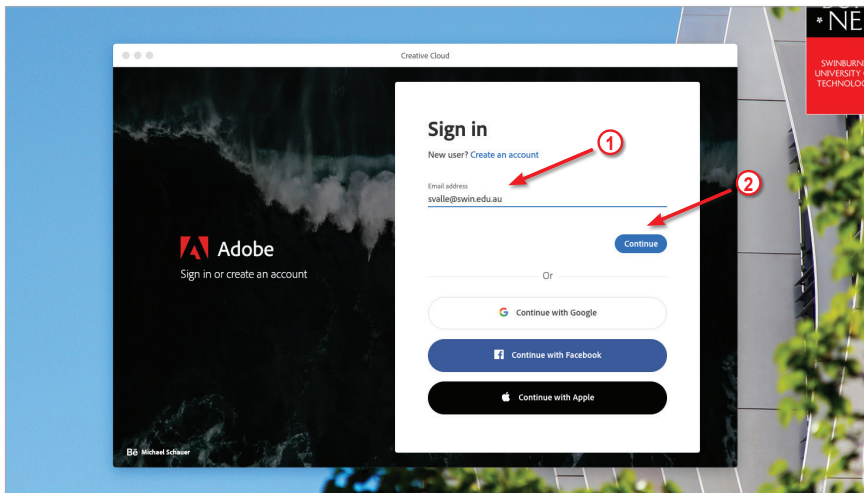 NE
SWINBURN
UNIVERSITY
TECHNOLOG
Creative Cloud
Sign in
New user? Create an account
1
Email address
svalle@swin.edu.au
2
Continue
Adobe
Sign in or create an account
Or
Continue with Google
Continue with Facebook
Continue with Apple
Bē Michael Schauer